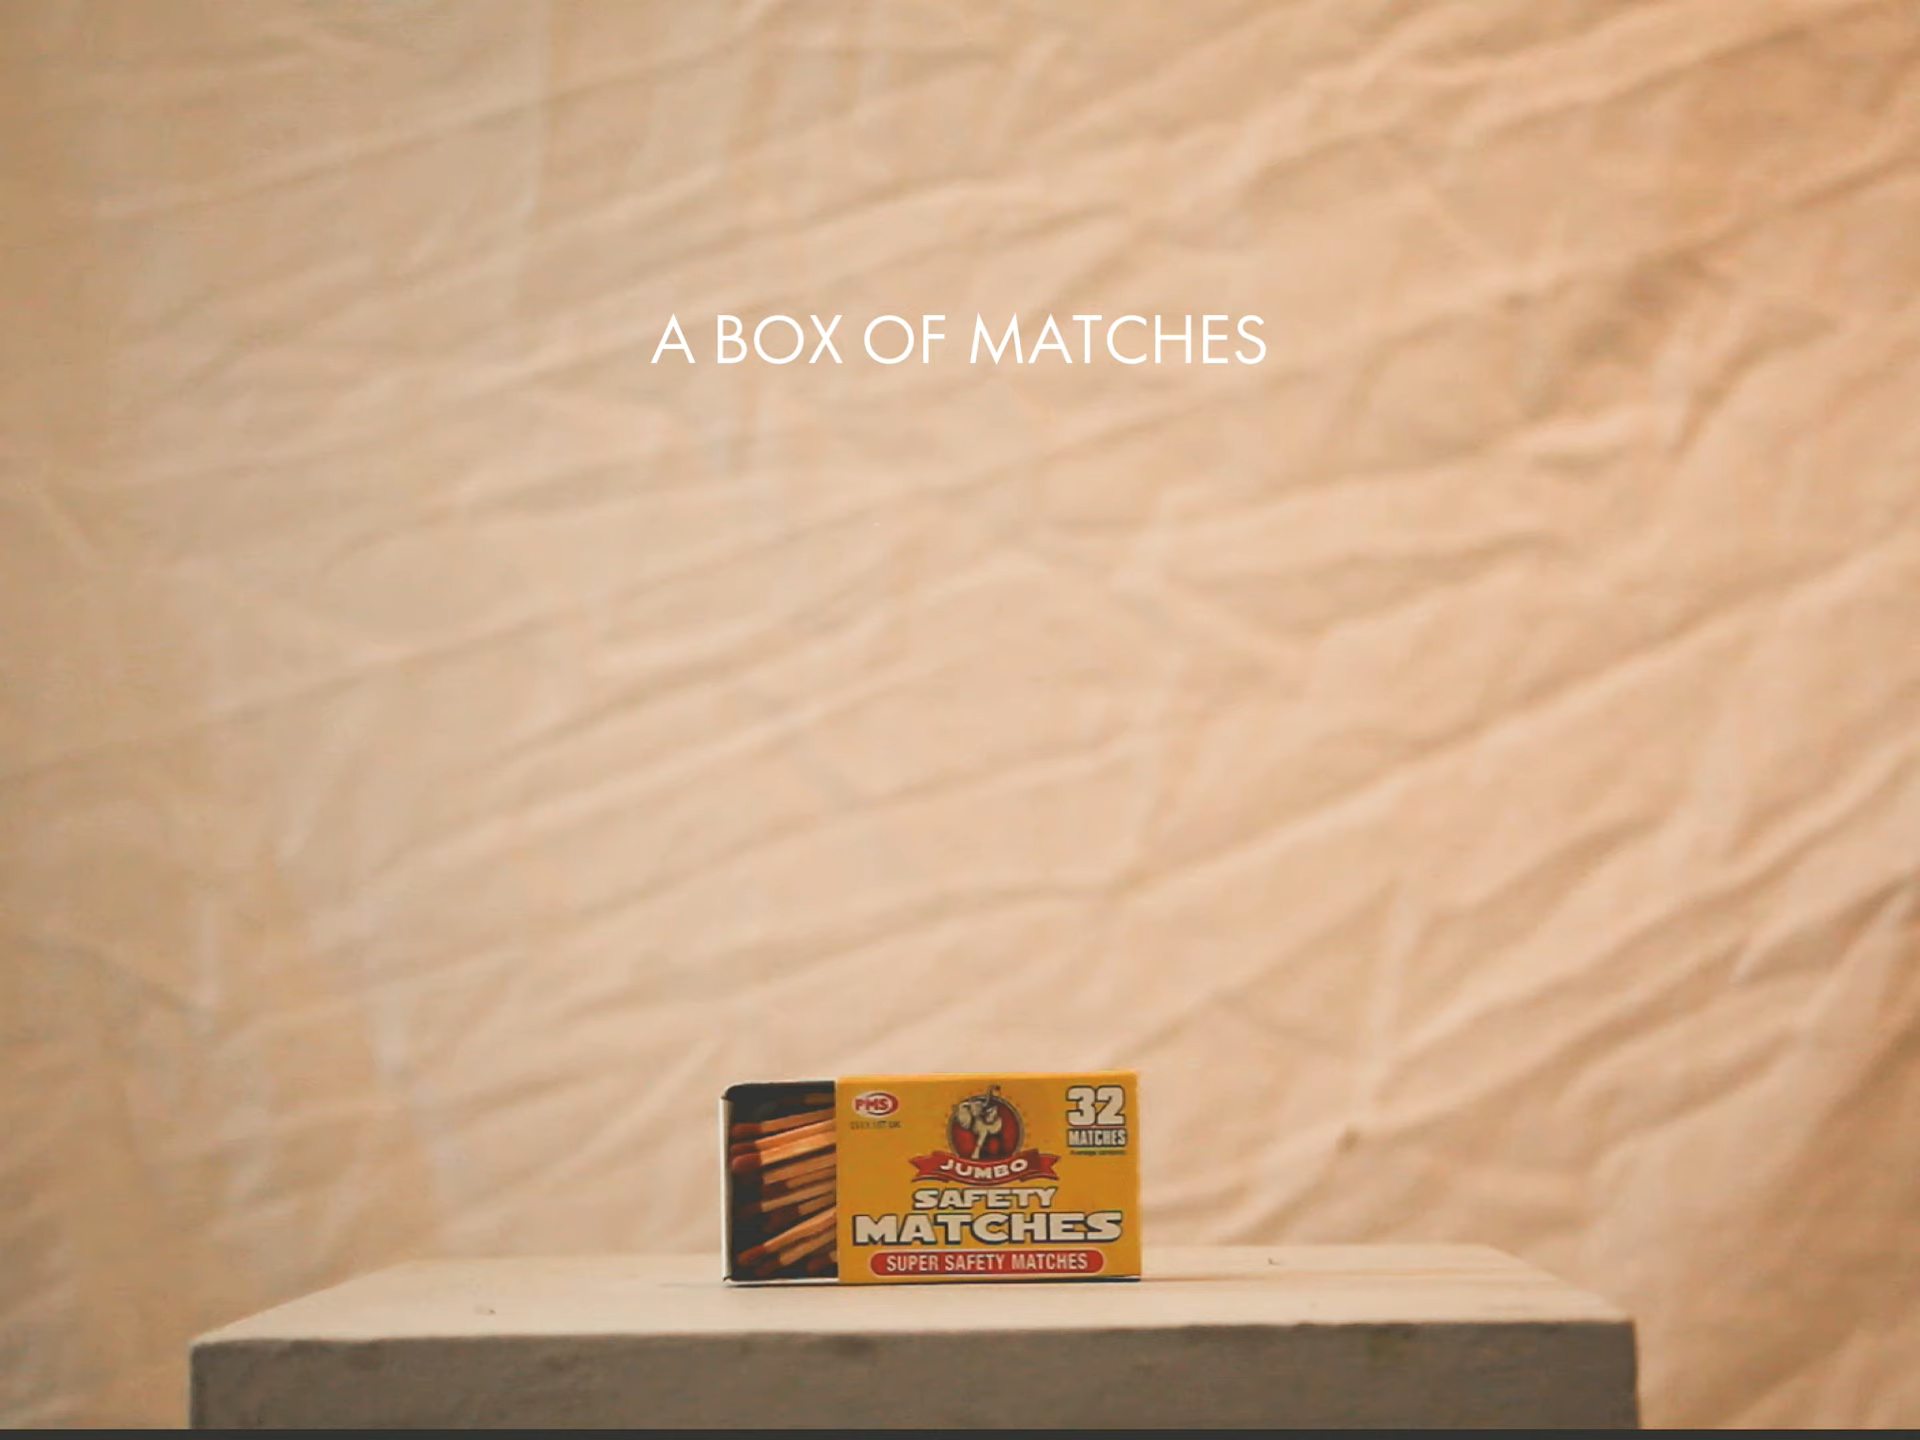 A BOX OF MATCHES
PMS
32
MATCHES
JUMBO
SAFETY
MATCHES
SUPER SAFETY MATCHES